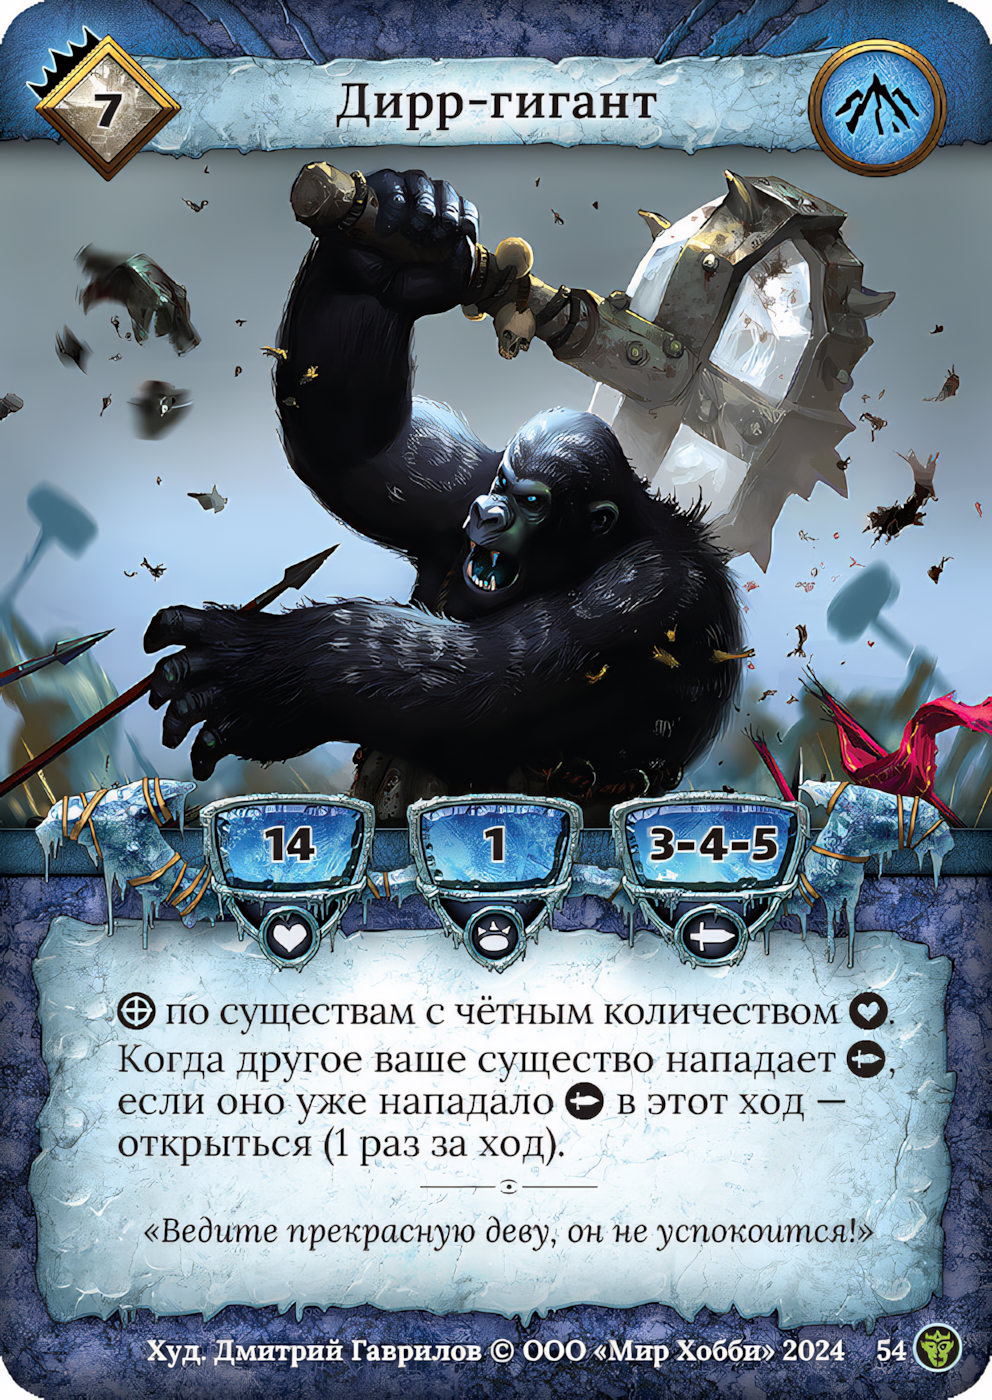 7
Дирр-гигант
14
1
3-4-5
по существам с чётным количеством .
Когда другое ваше существо нападает ,
если оно уже нападало в этот ход —
открыться (1 раз за ход).
«Ведите прекрасную деву, он не успокоится!»
Худ. Дмитрий Гаврилов © ООО «Мир Хобби» 2024 54